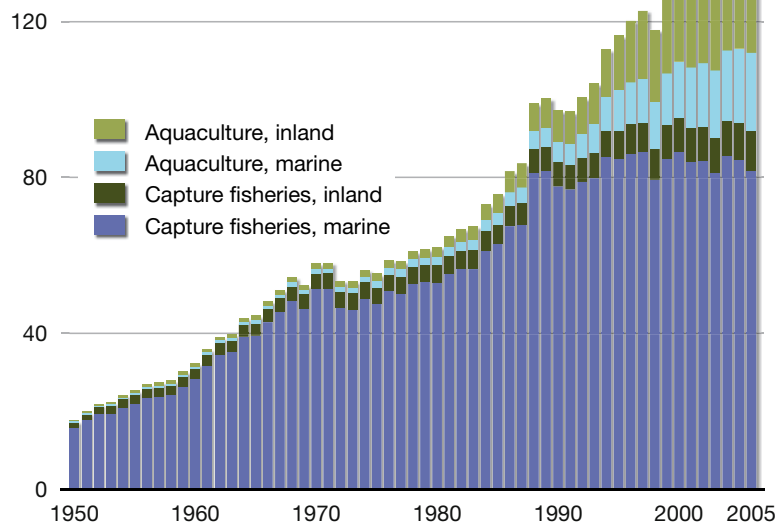 120
80
40
0
Aquaculture, inland
Aquaculture, marine
Capture fisheries, inland
Capture fisheries, marine
1950 1960 1970 1980 1990 2000 2005